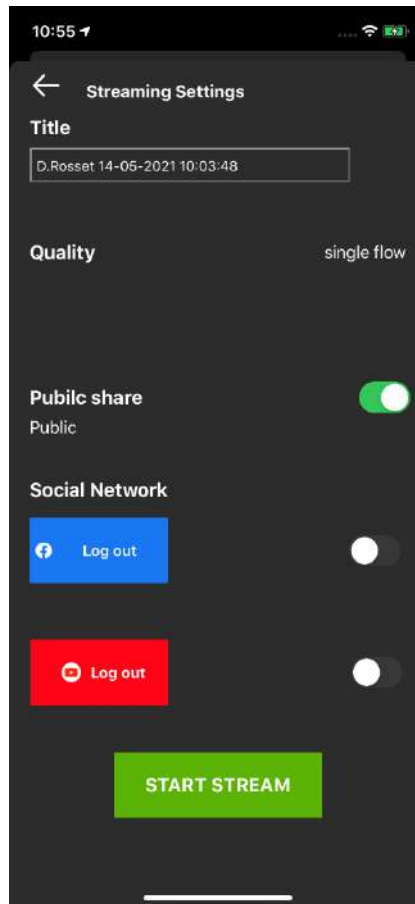 10:55
Streaming Settings
Title
D.Rosset 14-05-2021 10:03:48
Quality single flow
Pubilc share
Public
Social Network
Log out
Log out
START STREAM